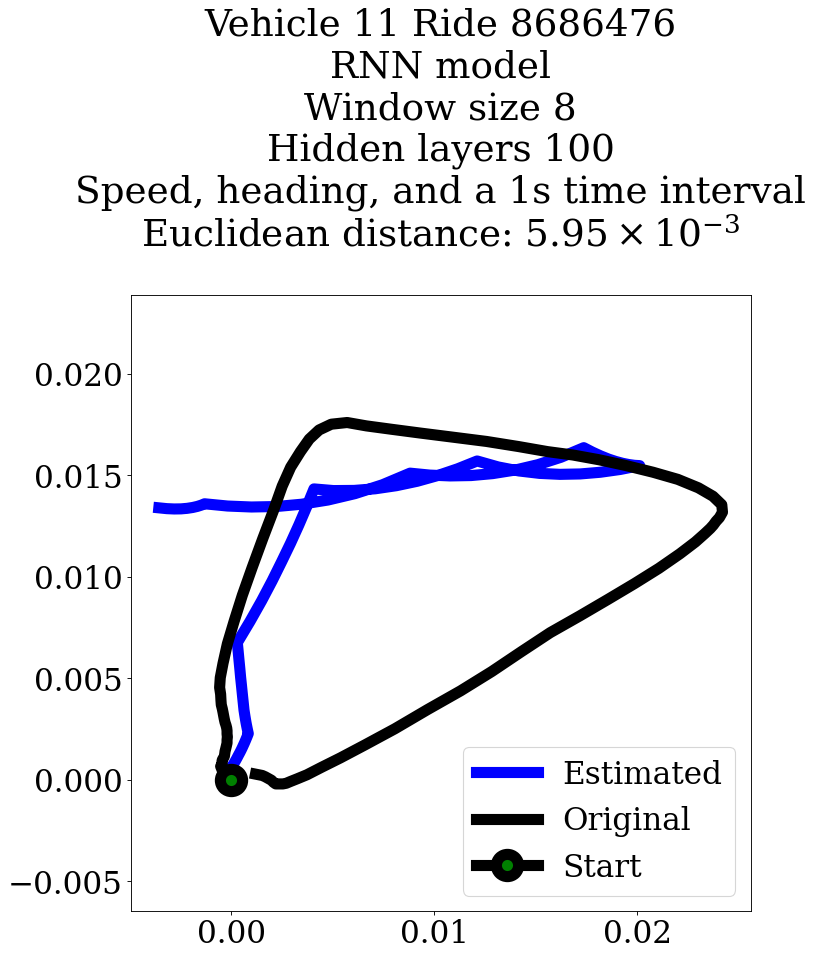 Vehicle 11 Ride 8686476
RNN model
Window size 8
Hidden layers 100
Speed, heading, and a 1s time interval
Euclidean distance: 5.95 × 10⁻³
0.020
0.015
0.010
0.005
0.000
−0.005
Estimated
Original
Start
0.00 0.01 0.02